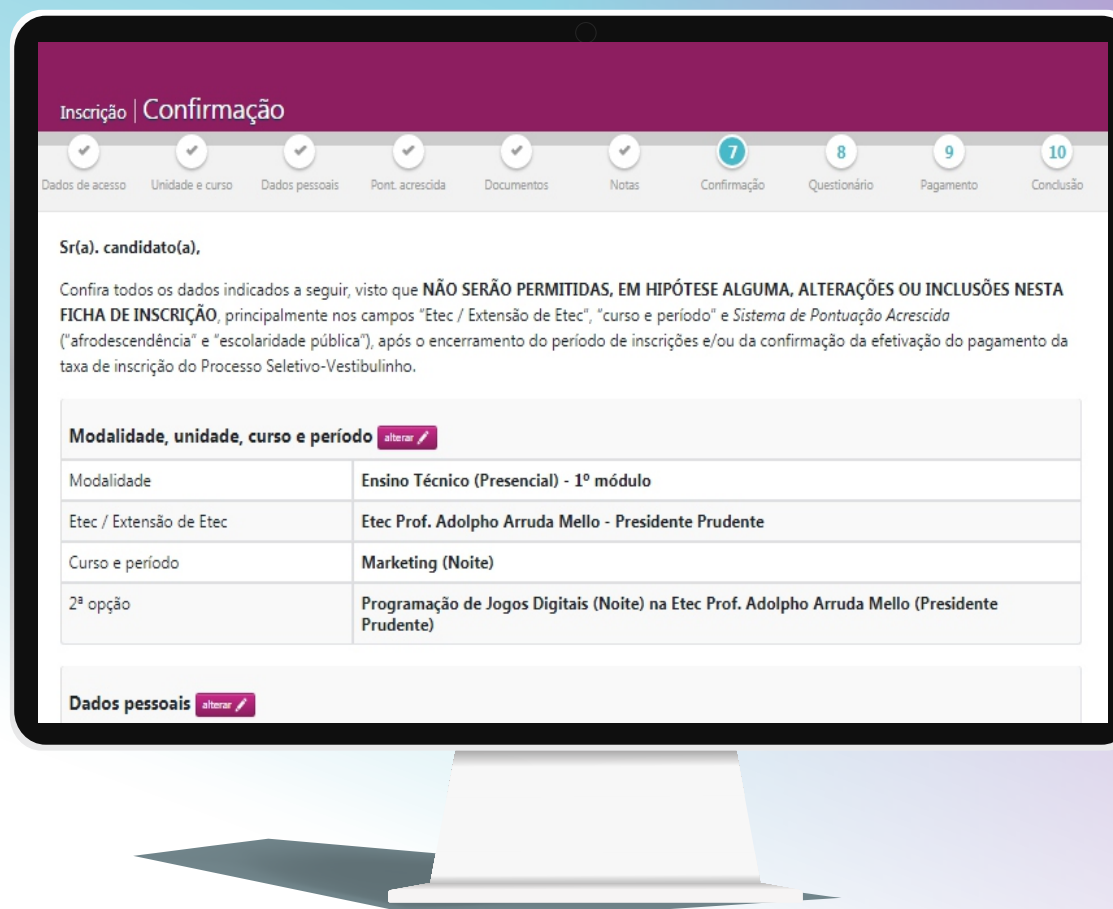 Inscrição | Confirmação
7 8 9 10
Dados de acesso Unidade e curso Dados pessoais Pont. acrescida Documentos Notas Confirmação Questionário Pagamento Conclusão
Sr(a). candidato(a),
Confira todos os dados indicados a seguir, visto que NÃO SERÃO PERMITIDAS, EM HIPÓTESE ALGUMA, ALTERAÇÕES OU INCLUSÕES NESTA
FICHA DE INSCRIÇÃO, principalmente nos campos "Etec / Extensão de Etec", "curso e período" e Sistema de Pontuação Acrescida
("afrodescendência" e "escolaridade pública"), após o encerramento do período de inscrições e/ou da confirmação da efetivação do pagamento da
taxa de inscrição do Processo Seletivo-Vestibulinho.
Modalidade, unidade, curso e período alterar
Modalidade Ensino Técnico (Presencial) - 1º módulo
Etec / Extensão de Etec Etec Prof. Adolpho Arruda Mello - Presidente Prudente
Curso e período Marketing (Noite)
2ª opção Programação de Jogos Digitais (Noite) na Etec Prof. Adolpho Arruda Mello (Presidente
Prudente)
Dados pessoais alterar